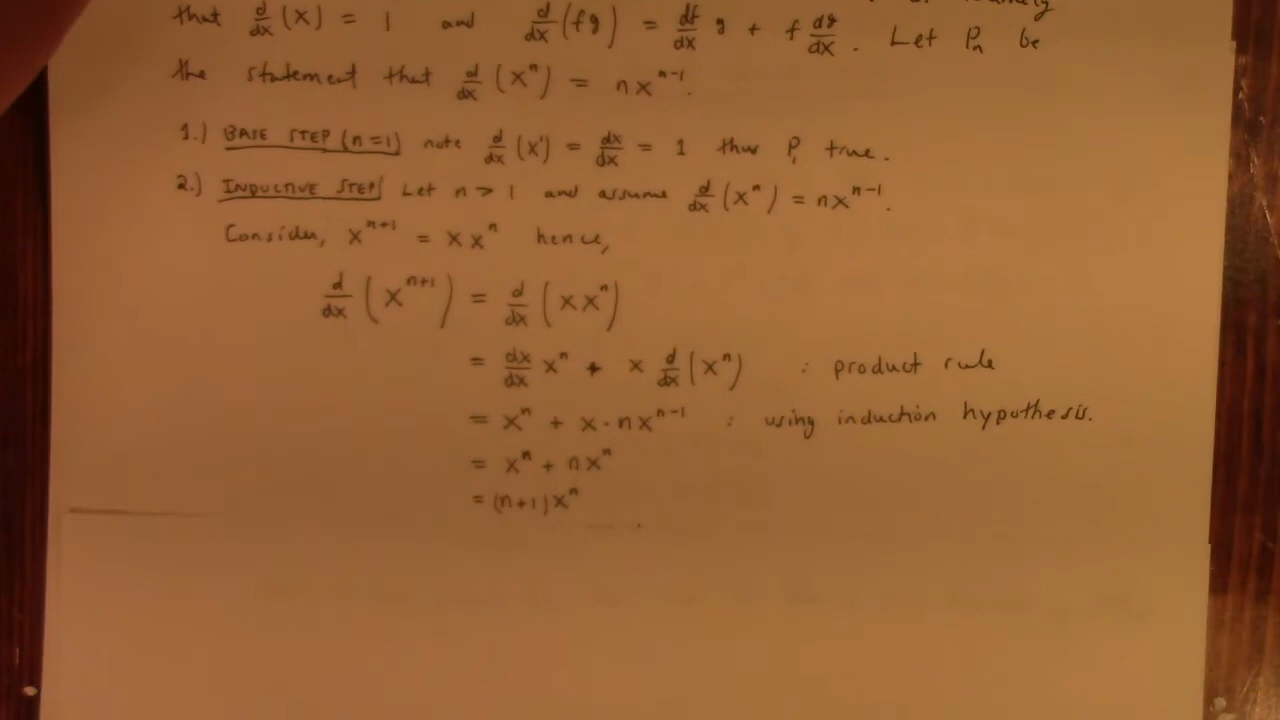 that d/dx (x) = 1 and d/dx (fg) = df/dx g + f dg/dx . Let Pn be
the statement that d/dx (x^n) = nx^{n-1}.
1.) BASE STEP (n=1) note d/dx (x^1) = dx/dx = 1 thus P1 true.
2.) INDUCTIVE STEP Let n > 1 and assume d/dx (x^n) = nx^{n-1}.
Consider, x^{n+1} = x x^n hence,
d/dx (x^{n+1}) = d/dx (x x^n)
= dx/dx x^n + x d/dx (x^n) : product rule
= x^n + x · nx^{n-1} : using induction hypothesis.
= x^n + nx^n
= (n+1)x^n